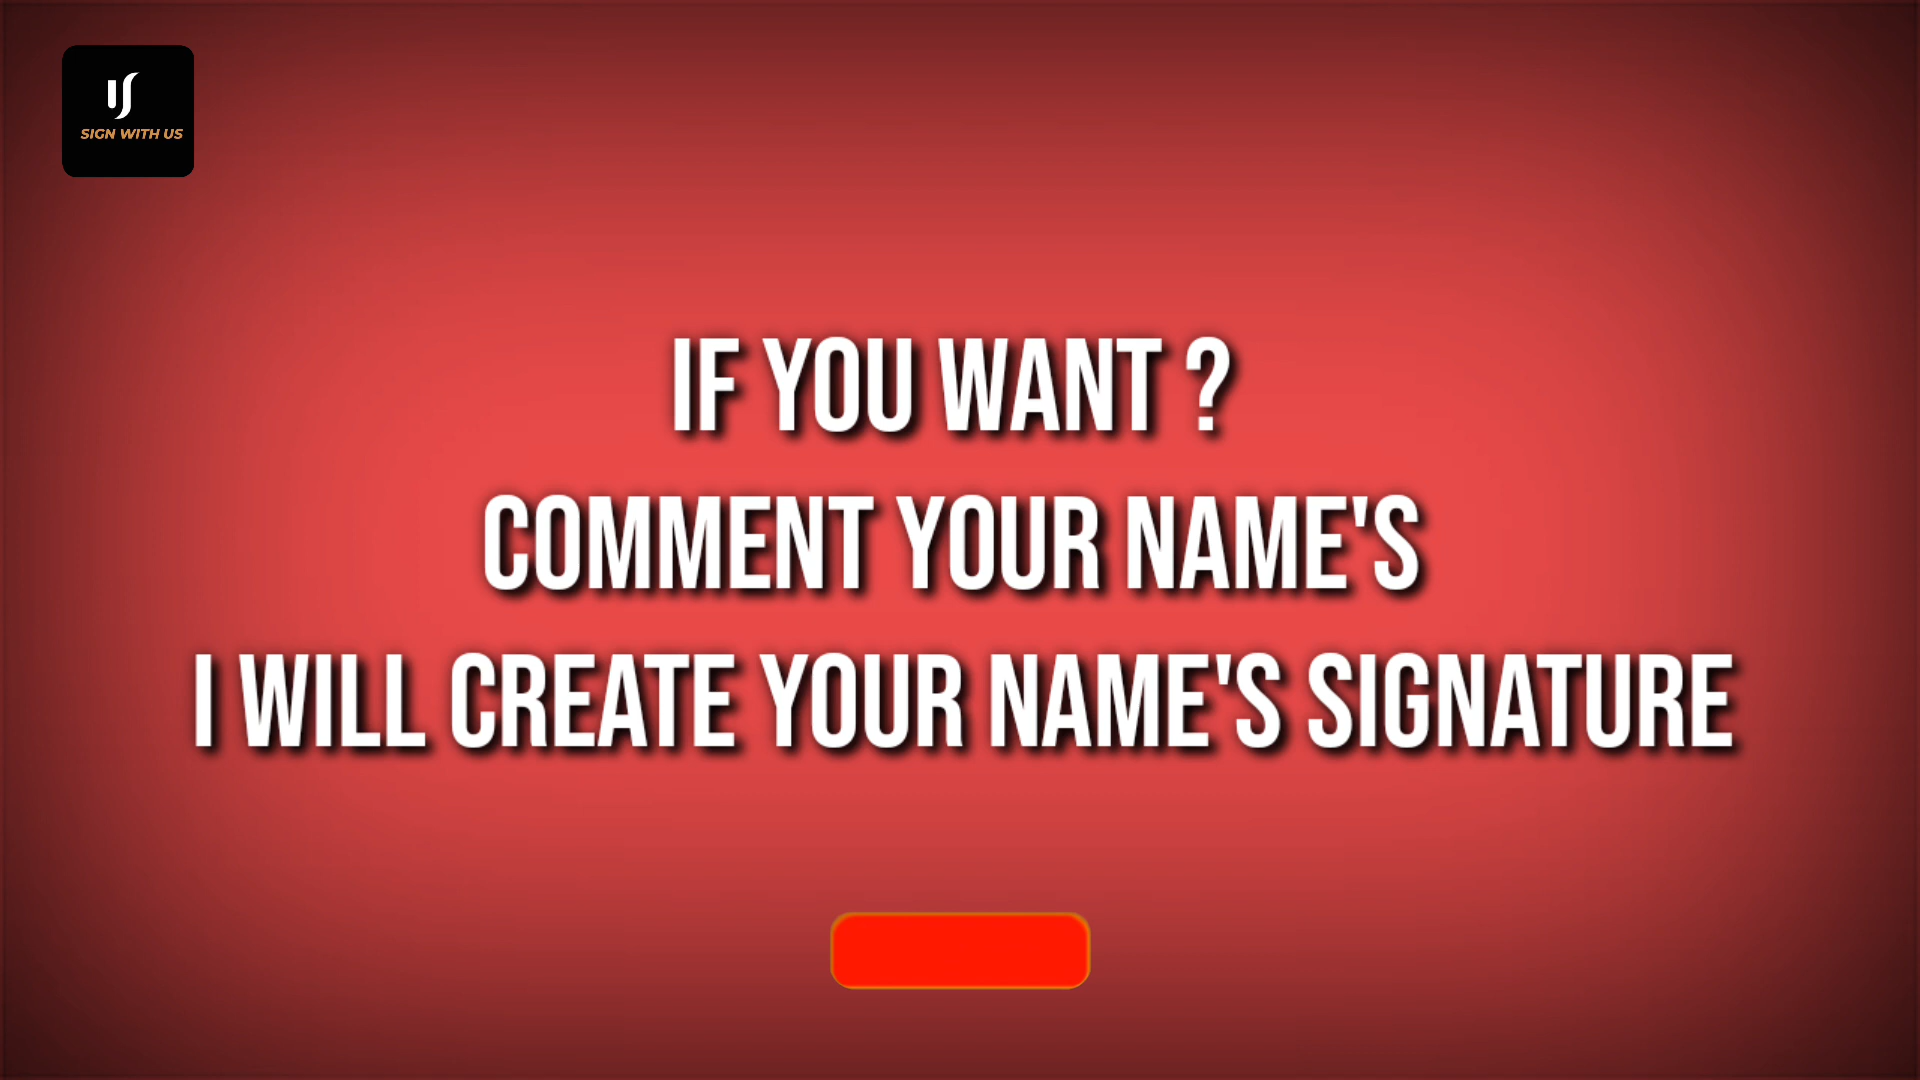 SIGN WITH US
IF YOU WANT ?
COMMENT YOUR NAME'S
I WILL CREATE YOUR NAME'S SIGNATURE